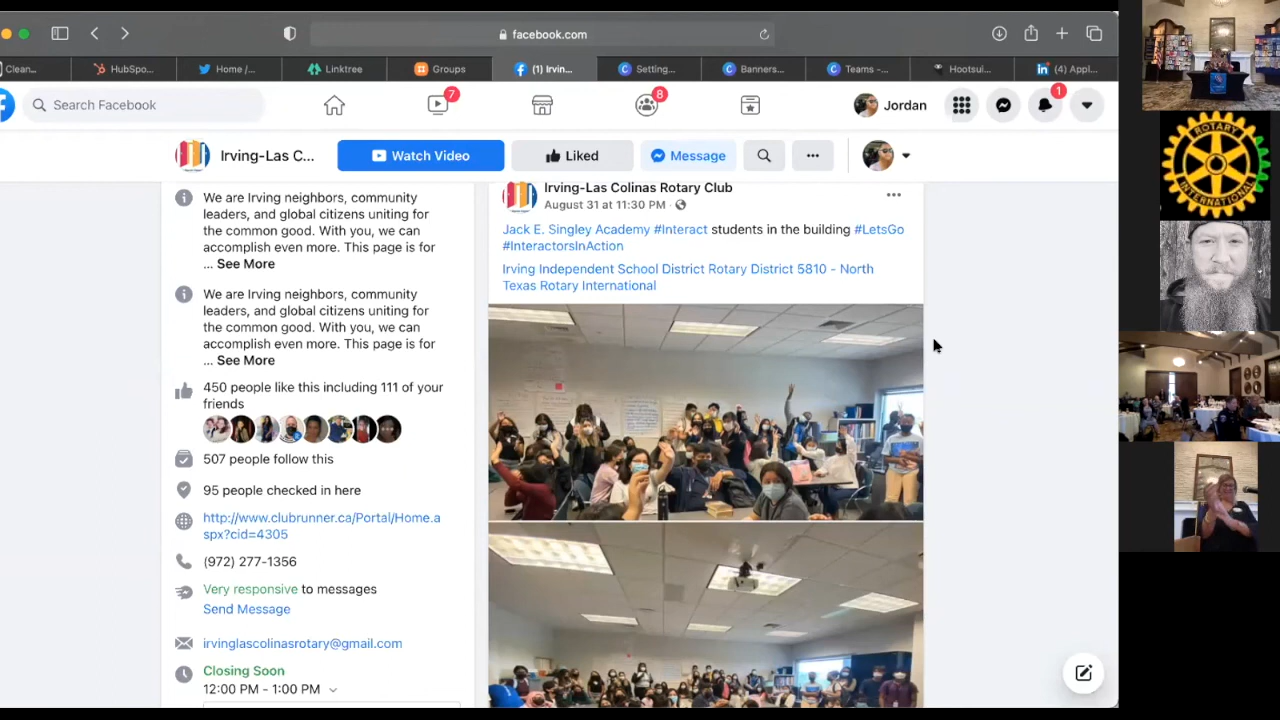 facebook.com
Clean...
HubSpo...
Home /...
Linktree
Groups
(1) Irvin...
Setting...
Banners...
Teams -...
Hootsui...
(4) Appl...
Search Facebook
7
8
Jordan
1
Irving-Las C...
Watch Video
Liked
Message
We are Irving neighbors, community
leaders, and global citizens uniting for
the common good. With you, we can
accomplish even more. This page is for
... See More
We are Irving neighbors, community
leaders, and global citizens uniting for
the common good. With you, we can
accomplish even more. This page is for
... See More
450 people like this including 111 of your
friends
507 people follow this
95 people checked in here
http://www.clubrunner.ca/Portal/Home.a
spx?cid=4305
(972) 277-1356
Very responsive to messages
Send Message
irvinglascolinasrotary@gmail.com
Closing Soon
12:00 PM - 1:00 PM
Irving-Las Colinas Rotary Club
August 31 at 11:30 PM
Jack E. Singley Academy #Interact students in the building #LetsGo
#InteractorsInAction
Irving Independent School District Rotary District 5810 - North
Texas Rotary International
ROTARY
INTERNATIONAL